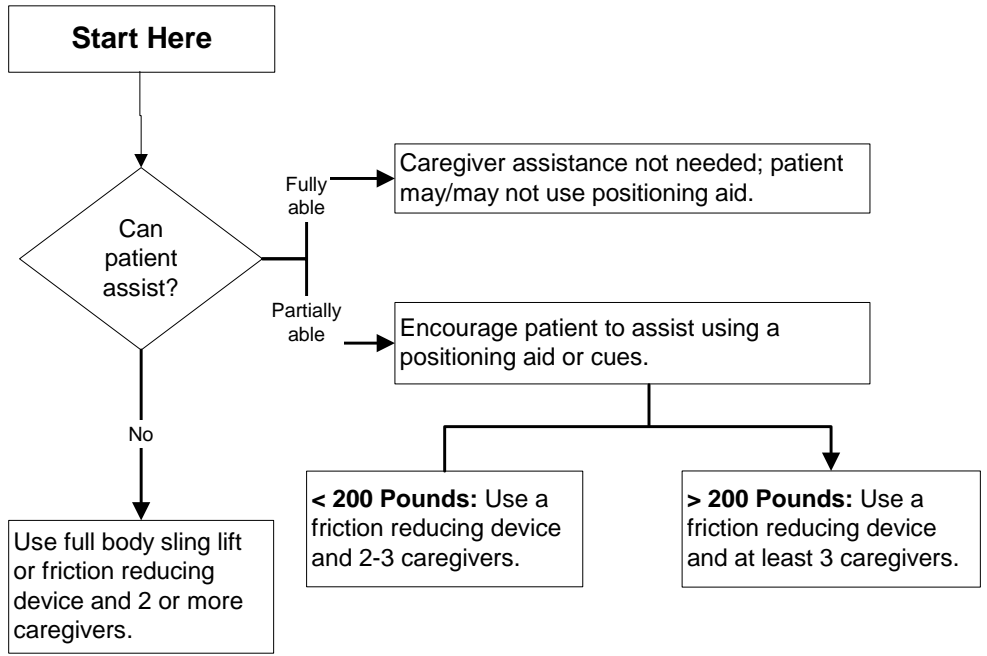 Start Here
Can
patient
assist?
Fully
able
Caregiver assistance not needed; patient
may/may not use positioning aid.
Partially
able
Encourage patient to assist using a
positioning aid or cues.
No
Use full body sling lift
or friction reducing
device and 2 or more
caregivers.
< 200 Pounds: Use a
friction reducing device
and 2-3 caregivers.
> 200 Pounds: Use a
friction reducing device
and at least 3 caregivers.